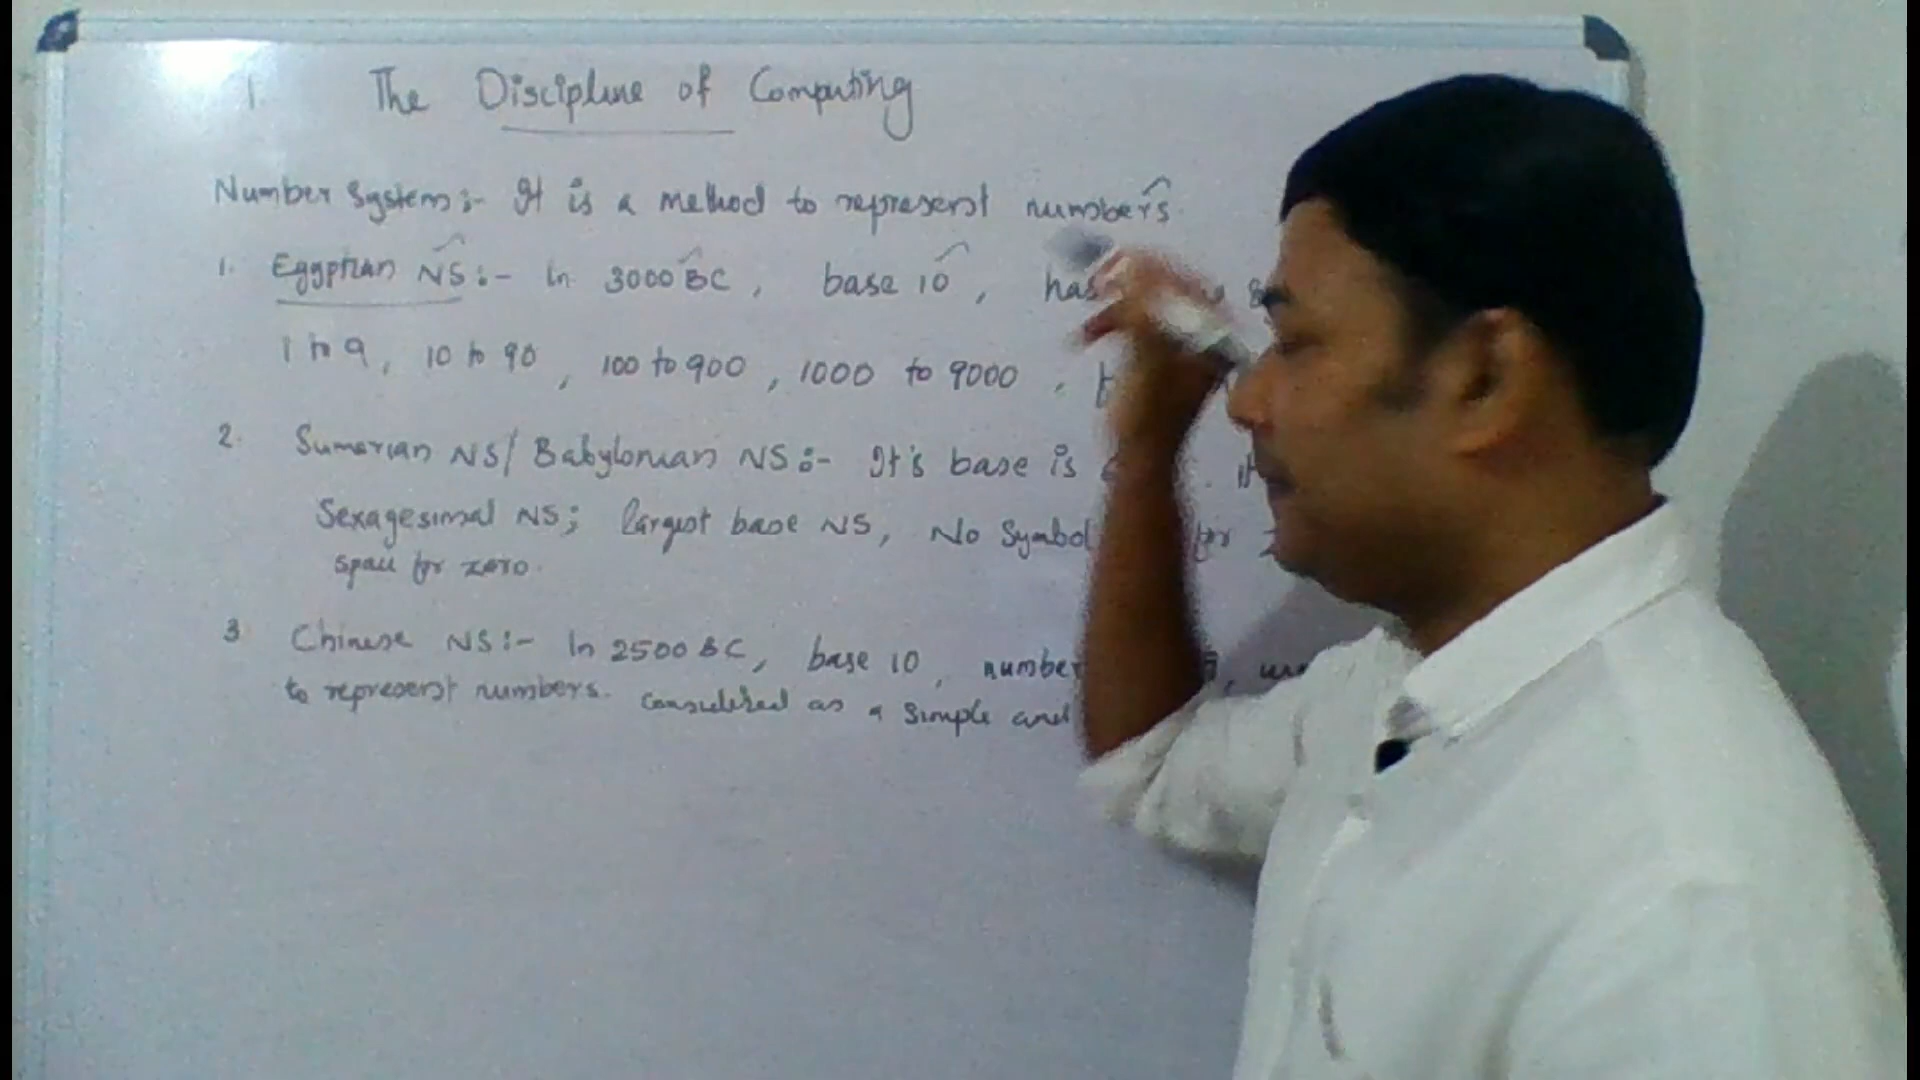 1. The Discipline of Computing
Number System:- It is a method to represent numbers.
1. Egyptian NS:- In 3000 BC, base 10, has
1 to 9, 10 to 90, 100 to 900, 1000 to 9000,
2. Sumerian NS/ Babylonian NS:- It's base is
Sexagesimal NS; largest base NS, No Symbol for
space for zero.
3 Chinese NS:- In 2500 BC, base 10, number
to represent numbers. Considered as a Simple and